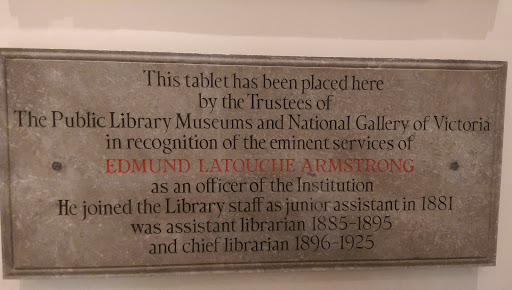 This tablet has been placed here
by the Trustees of
The Public Library Museums and National Gallery of Victoria
in recognition of the eminent services of
EDMUND LATOUCHE ARMSTRONG
as an officer of the Institution
He joined the Library staff as junior assistant in 1881
was assistant librarian 1885-1895
and chief librarian 1896-1925